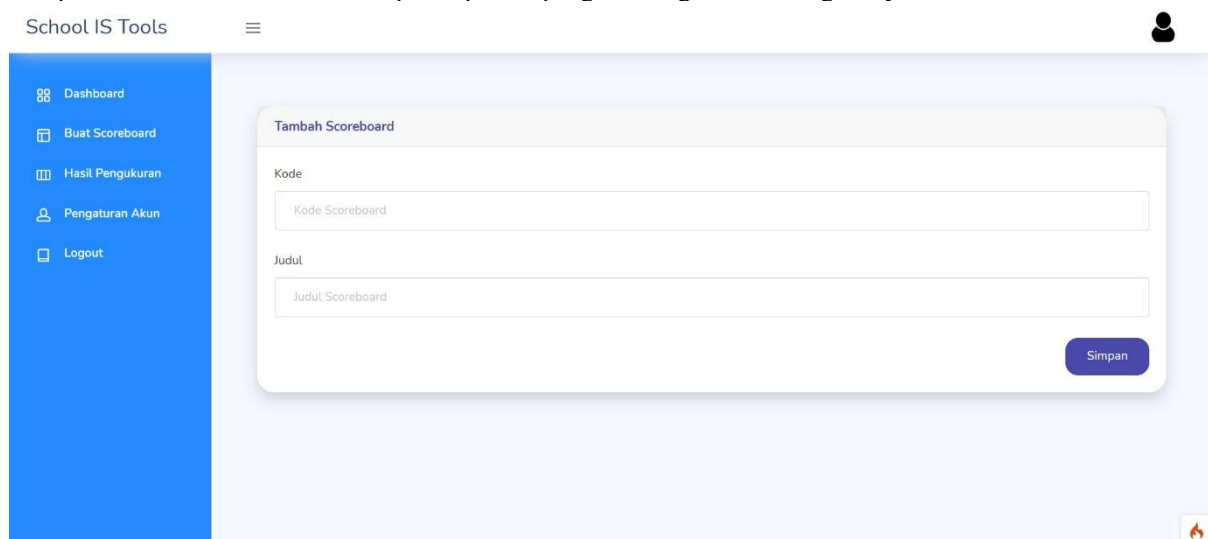 School IS Tools
Dashboard
Buat Scoreboard
Hasil Pengukuran
Pengaturan Akun
Logout
Tambah Scoreboard
Kode
Kode Scoreboard
Judul
Judul Scoreboard
Simpan